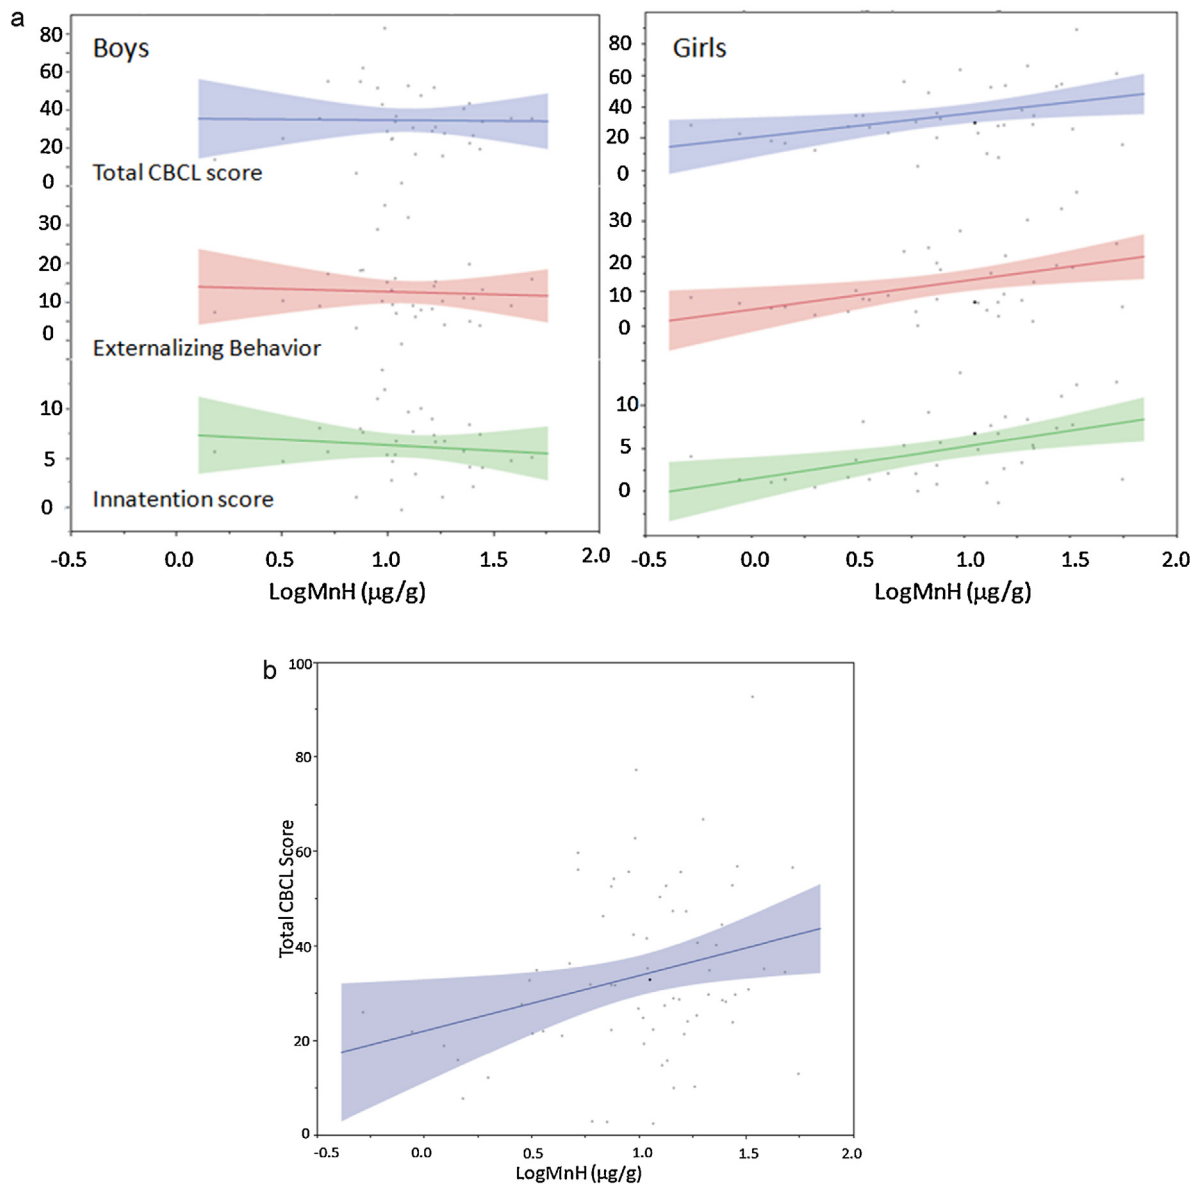 a
Boys
80
60
40
20
0
Total CBCL score
30
20
10
0
Externalizing Behavior
10
5
0
Innatention score
-0.5 0.0 0.5 1.0 1.5 2.0
LogMnH (µg/g)
Girls
80
60
40
20
0
30
20
10
0
10
5
0
-0.5 0.0 0.5 1.0 1.5 2.0
LogMnH (µg/g)
b
100
80
60
40
20
0
Total CBCL Score
-0.5 0.0 0.5 1.0 1.5 2.0
LogMnH (µg/g)